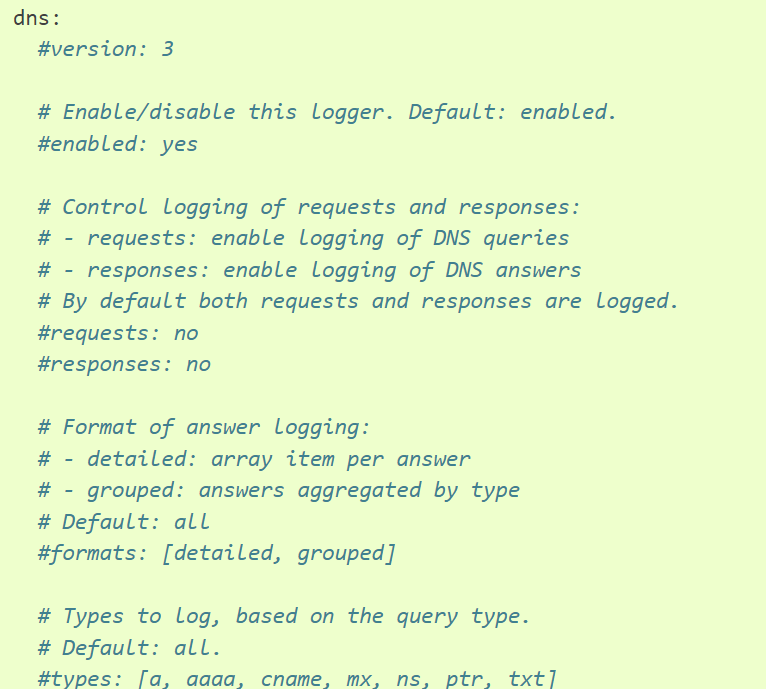 dns:
#version: 3
# Enable/disable this logger. Default: enabled.
#enabled: yes
# Control logging of requests and responses:
# - requests: enable logging of DNS queries
# - responses: enable logging of DNS answers
# By default both requests and responses are logged.
#requests: no
#responses: no
# Format of answer logging:
# - detailed: array item per answer
# - grouped: answers aggregated by type
# Default: all
#formats: [detailed, grouped]
# Types to log, based on the query type.
# Default: all.
#types: [a, aaaa, cname, mx, ns, ptr, txt]